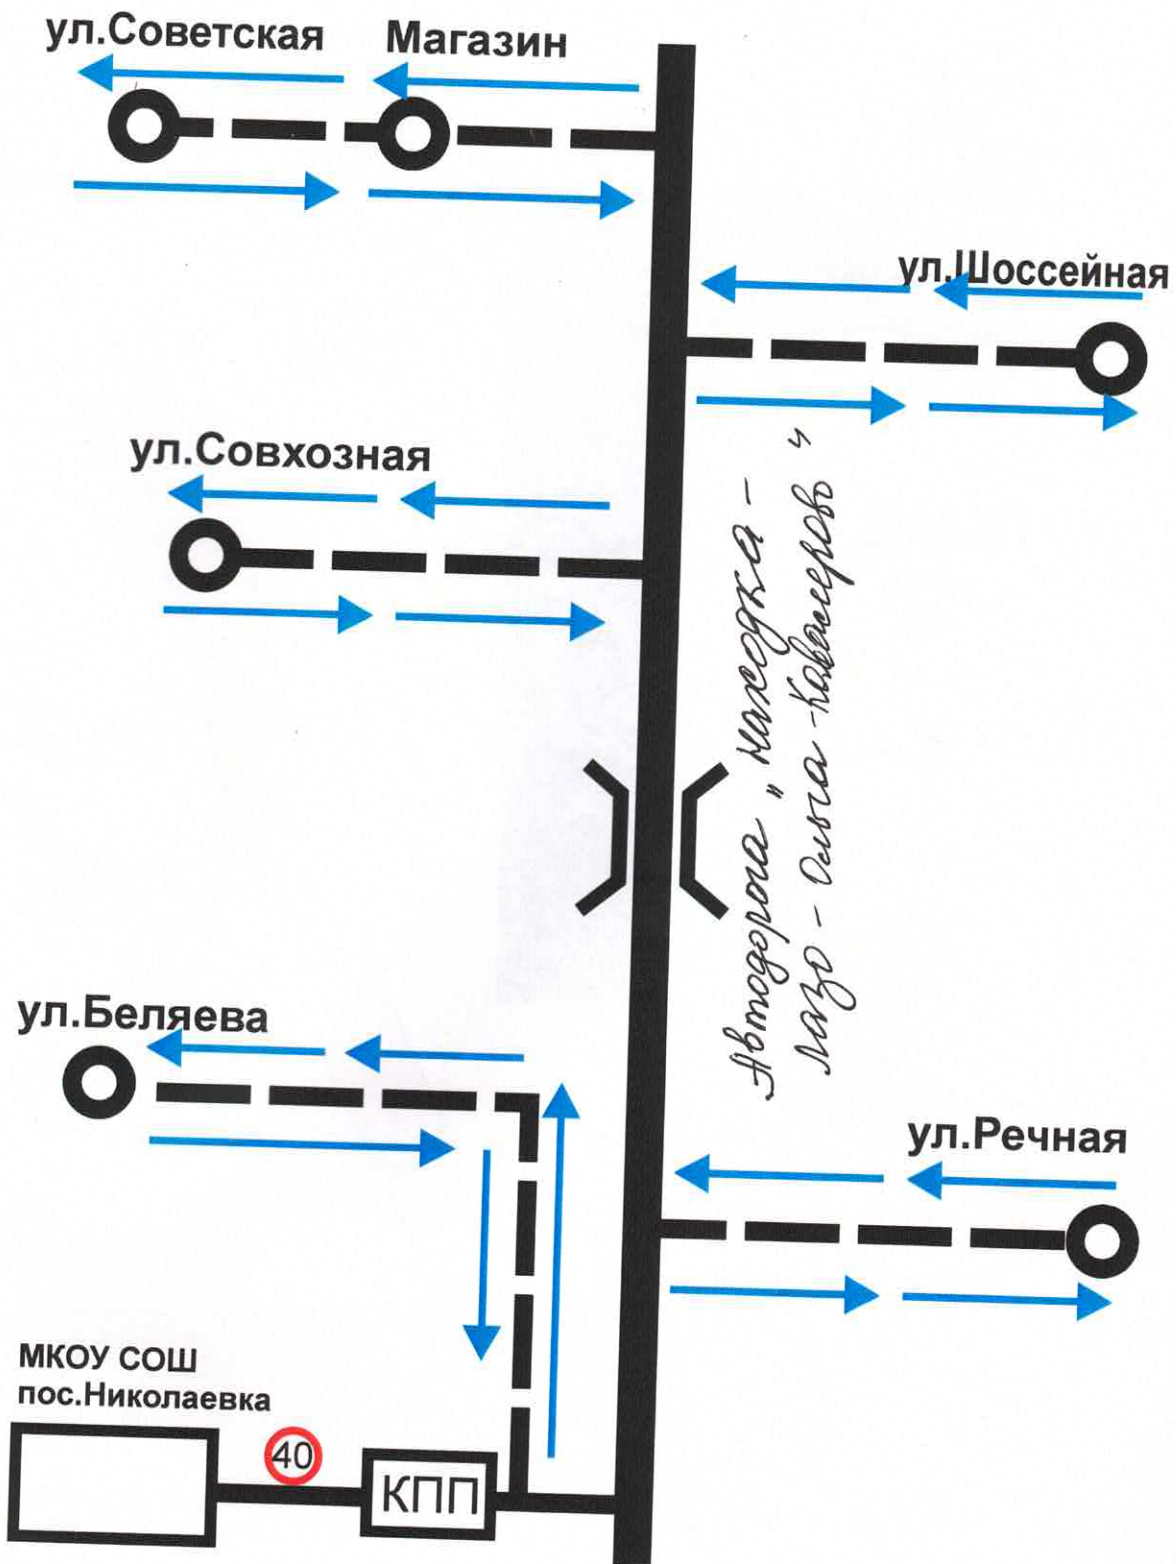 ул.Советская
Магазин
ул.Шоссейная
ул.Совхозная
Автодорога "Находка -
Лазо - Ольга - Кавалерово"
ул.Беляева
ул.Речная
МКОУ СОШ
пос.Николаевка
40
КПП